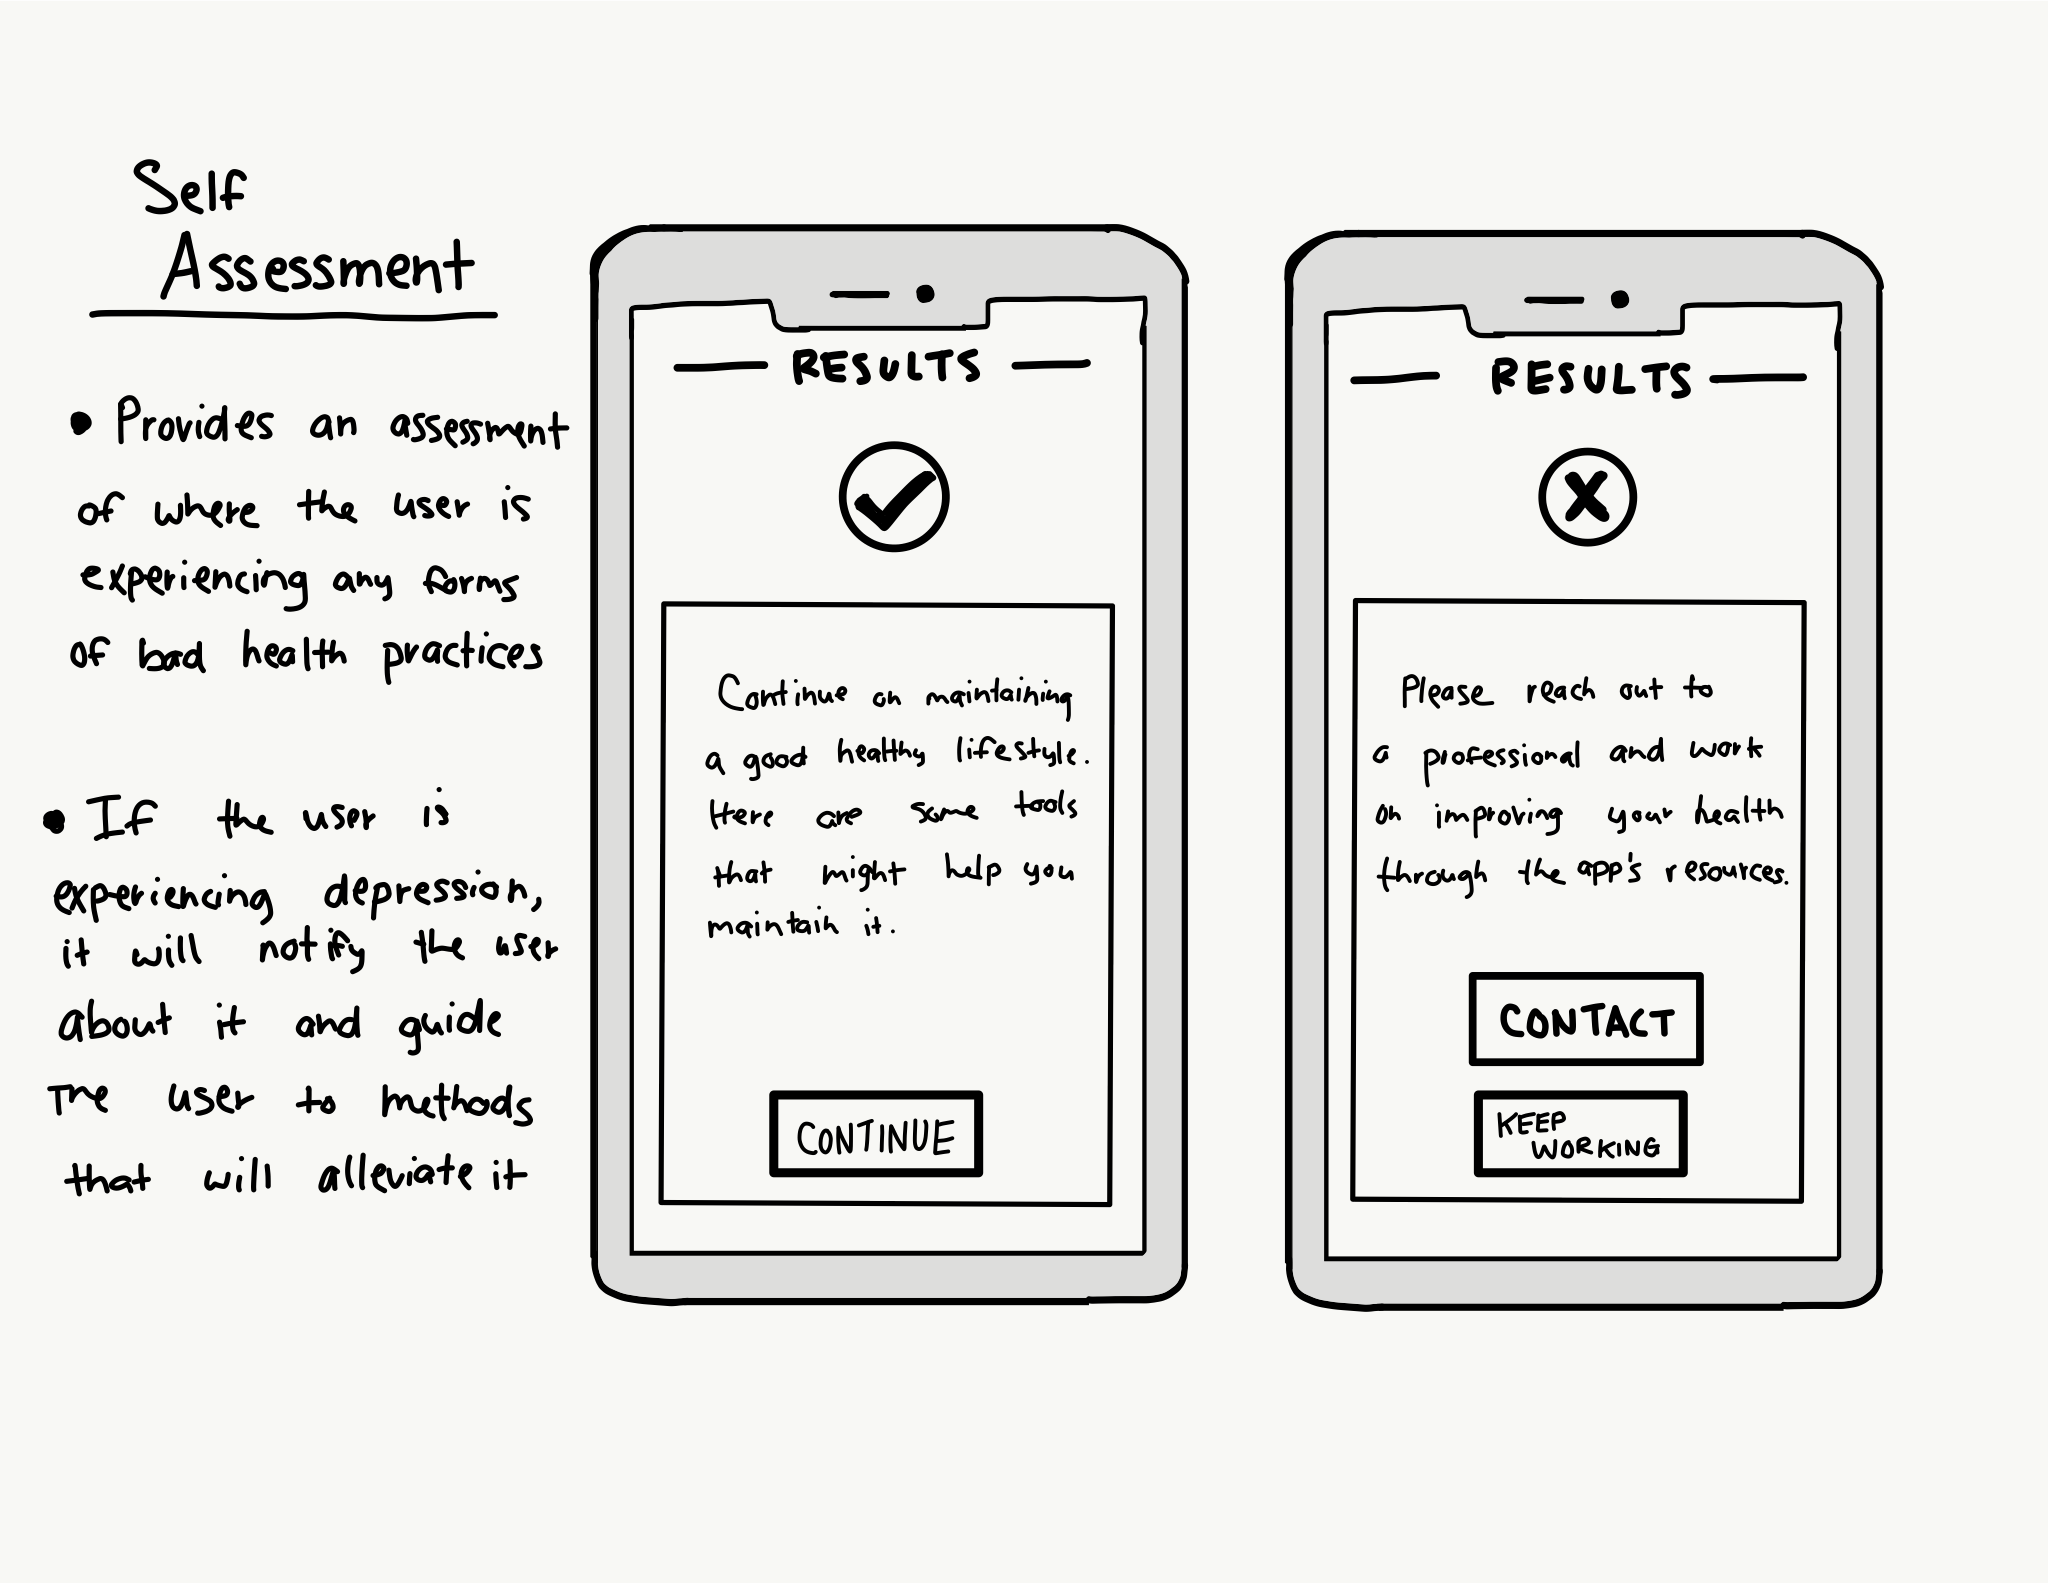 Self
Assessment
• Provides an assessment
of where the user is
experiencing any forms
of bad health practices
• If the user is
experiencing depression,
it will notify the user
about it and guide
The user to methods
that will alleviate it
RESULTS
Continue on maintaining
a good healthy lifestyle.
Here are some tools
that might help you
maintain it.
CONTINUE
RESULTS
Please reach out to
a professional and work
on improving your health
through the app's resources.
CONTACT
KEEP
WORKING